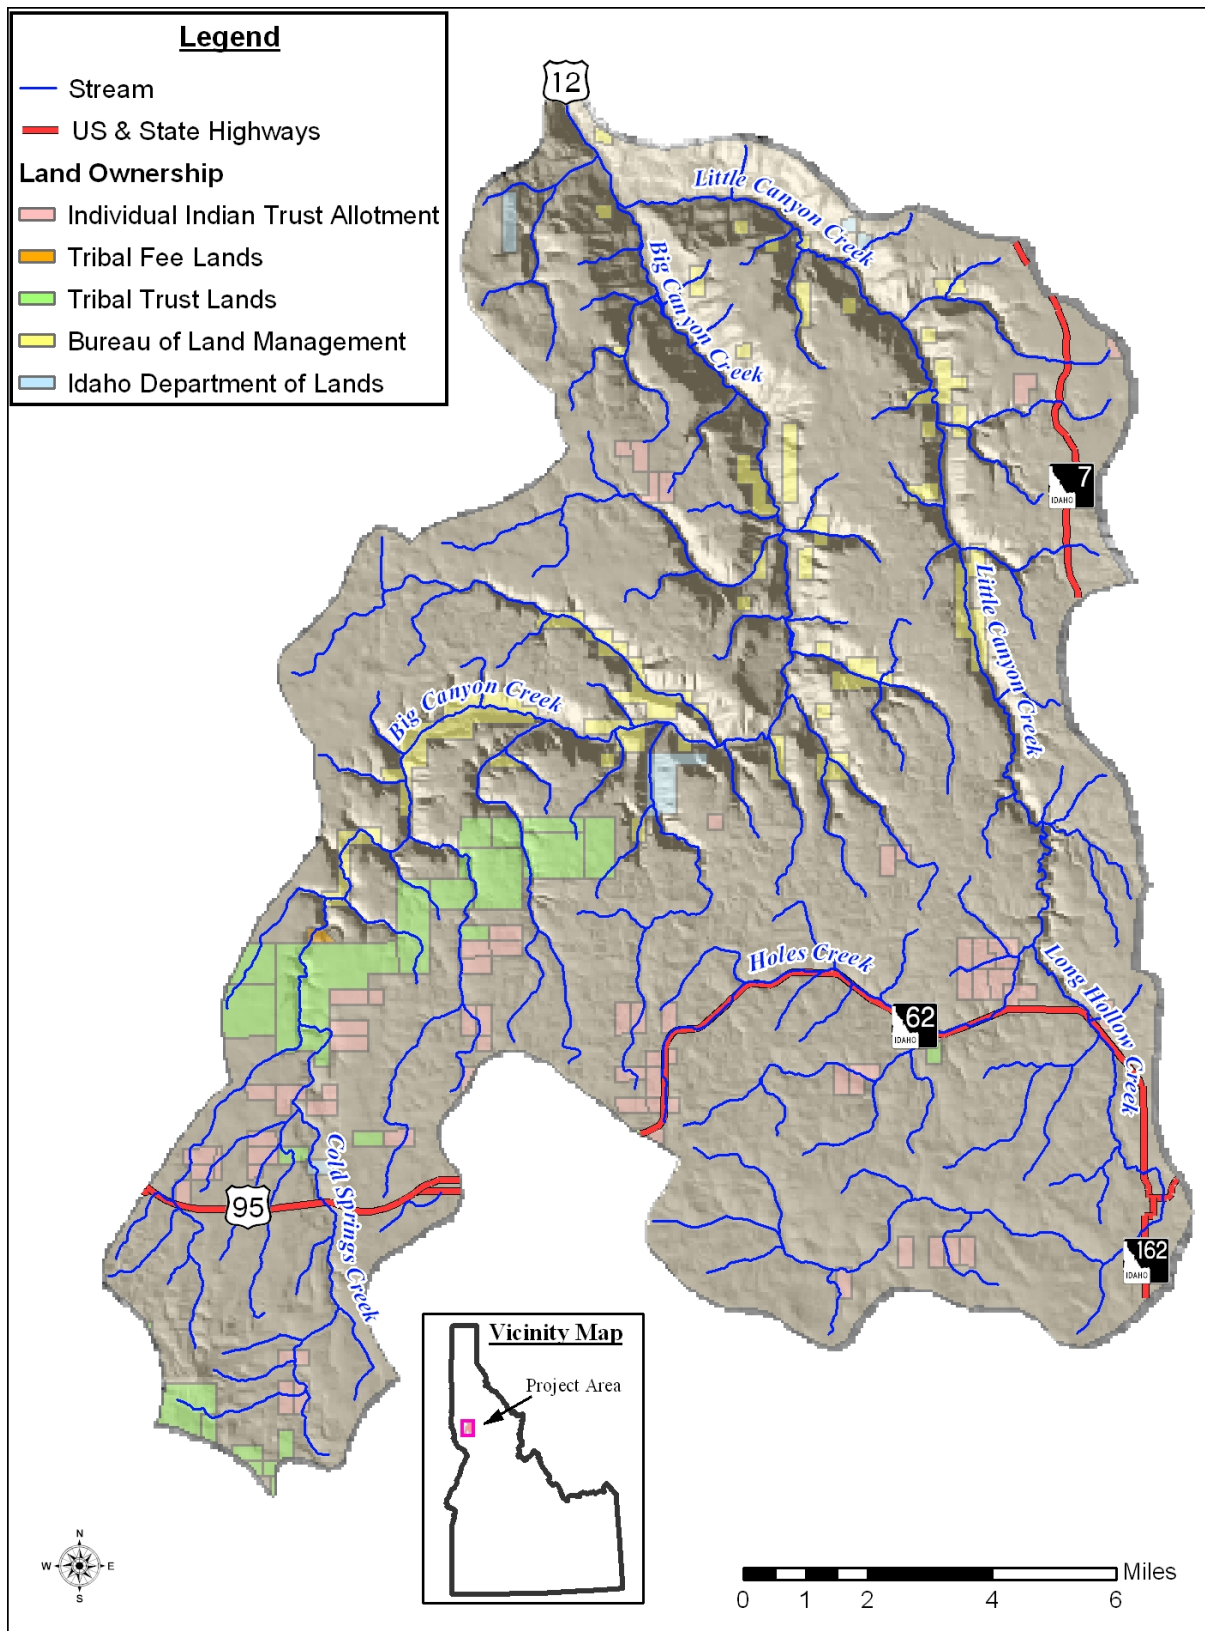 Legend
Stream
US & State Highways
Land Ownership
Individual Indian Trust Allotment
Tribal Fee Lands
Tribal Trust Lands
Bureau of Land Management
Idaho Department of Lands
12
Little Canyon Creek
Big Canyon Creek
7
IDAHO
Little Canyon Creek
Big Canyon Creek
Holes Creek
Long Hollow Creek
62
IDAHO
Cold Springs Creek
95
162
IDAHO
Vicinity Map
Project Area
N
W
E
S
Miles
0 1 2 4 6